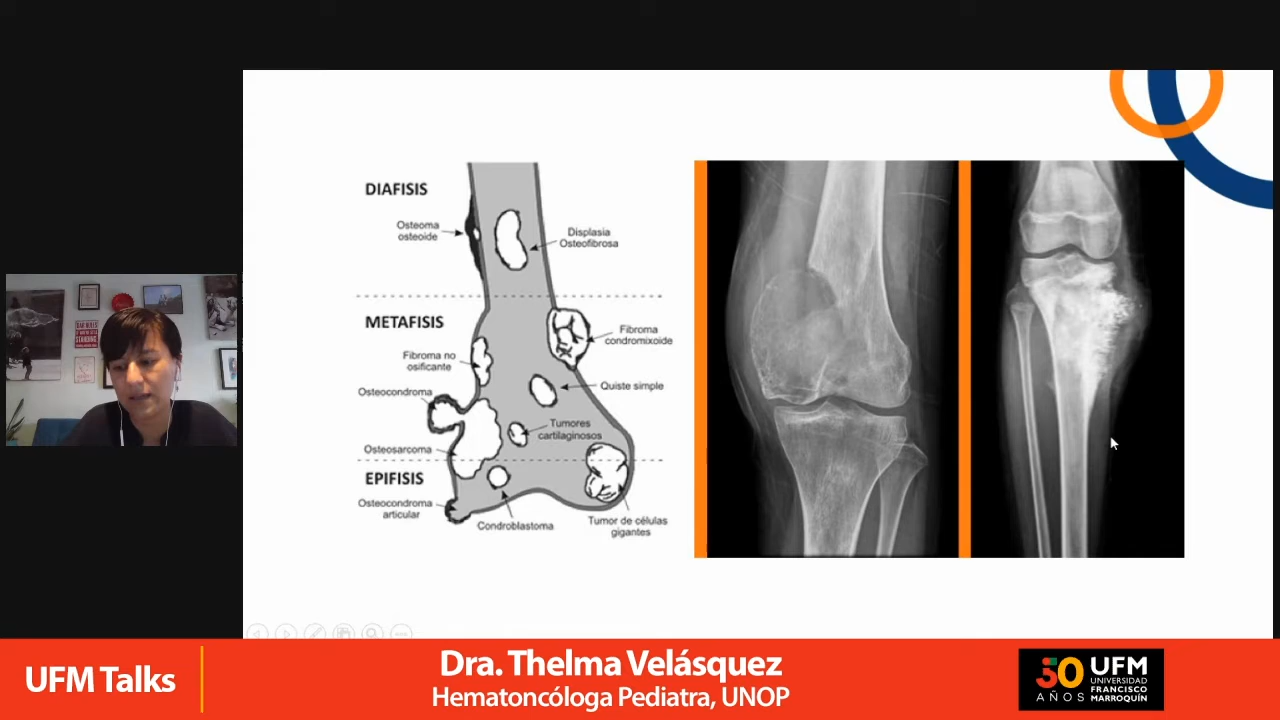 DIAFISIS
Osteoma
osteoide
Displasia
Osteofibrosa
METAFISIS
Fibroma
condromixoide
Fibroma no
osificante
Quiste simple
Osteocondroma
Tumores
cartilaginosos
Osteosarcoma
EPIFISIS
Osteocondroma
articular
Condroblastoma
Tumor de células
gigantes
UFM Talks
Dra. Thelma Velásquez
Hematoncóloga Pediatra, UNOP
50
AÑOS
UFM
UNIVERSIDAD
FRANCISCO
MARROQUÍN